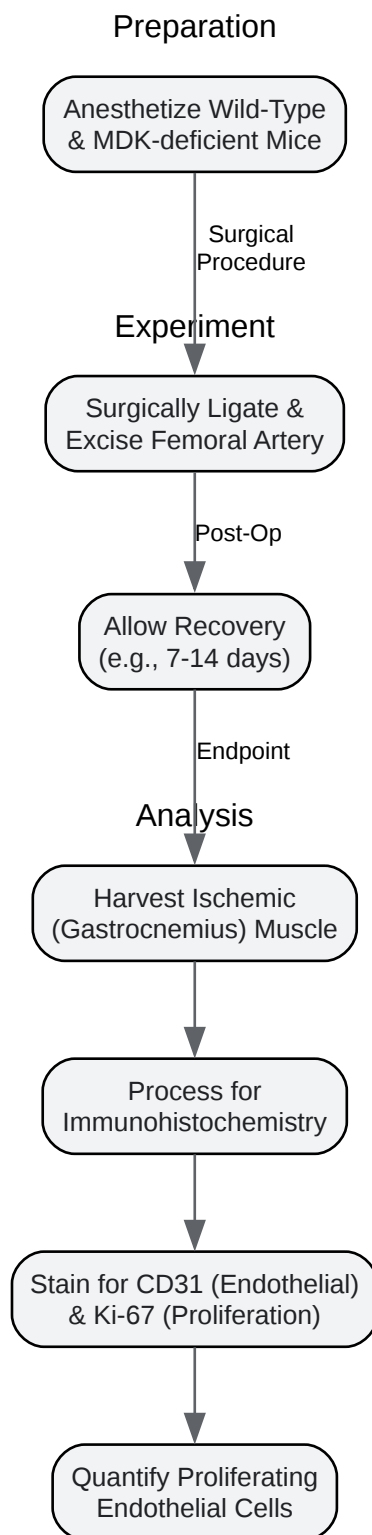 Preparation
Anesthetize Wild-Type
& MDK-deficient Mice
Surgical
Procedure
Experiment
Surgically Ligate &
Excise Femoral Artery
Post-Op
Allow Recovery
(e.g., 7-14 days)
Endpoint
Analysis
Harvest Ischemic
(Gastrocnemius) Muscle
Process for
Immunohistochemistry
Stain for CD31 (Endothelial)
& Ki-67 (Proliferation)
Quantify Proliferating
Endothelial Cells